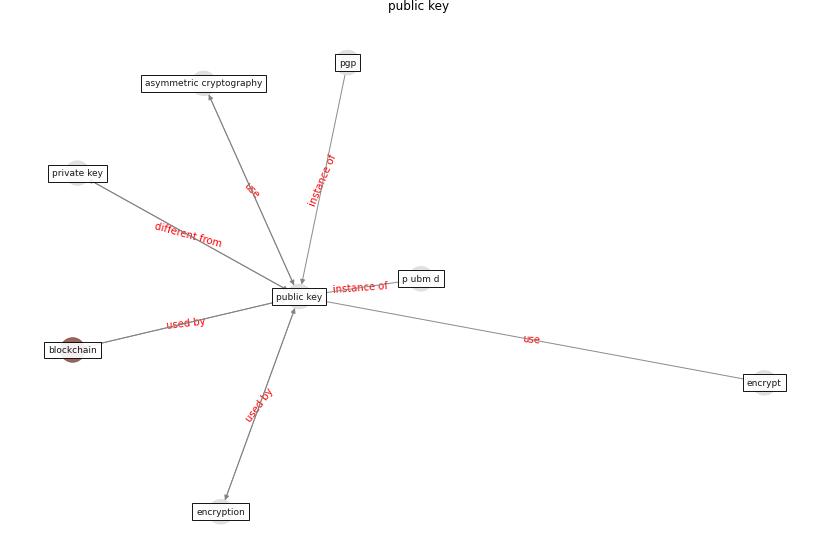 public key
pgp
asymmetric cryptography
private key
use
instance of
different from
p ubm d
instance of
public key
used by
use
blockchain
encrypt
used by
encryption